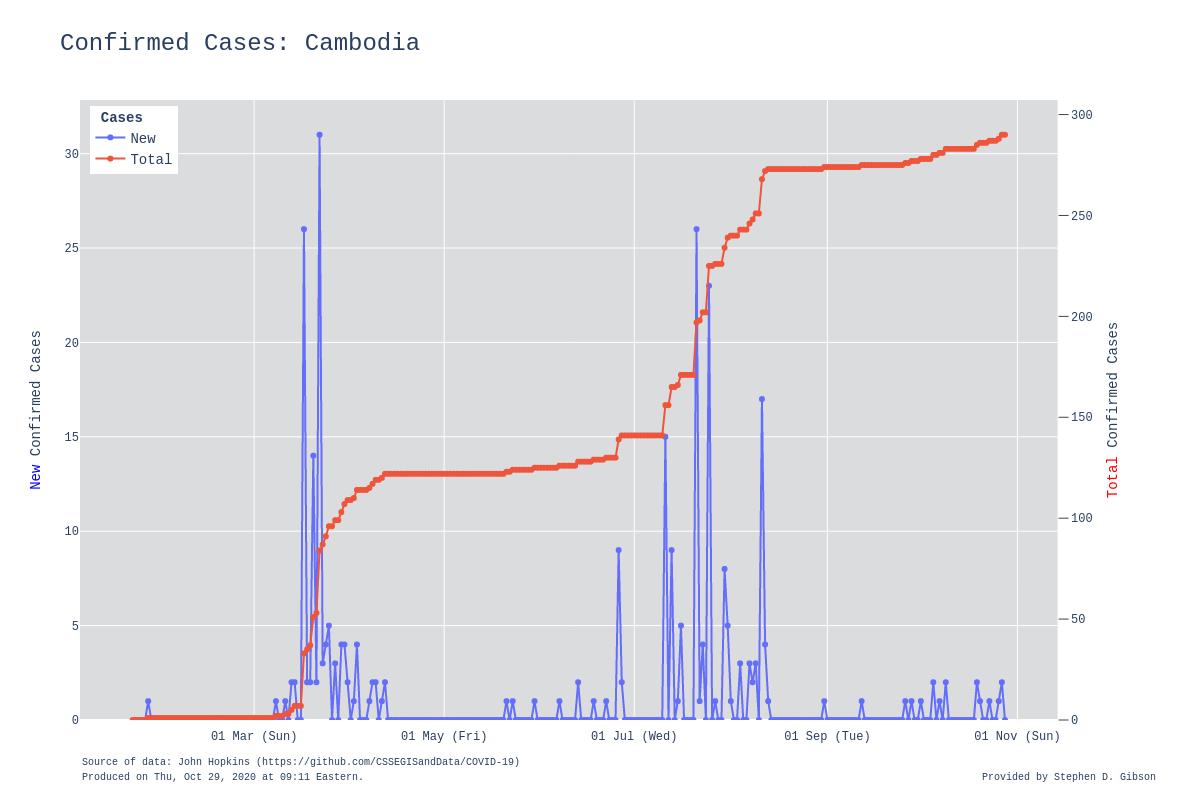 Confirmed Cases: Cambodia
Cases
New
Total
30
25
20
15
10
5
0
300
250
200
150
100
50
0
New Confirmed Cases
Total Confirmed Cases
01 Mar (Sun)
01 May (Fri)
01 Jul (Wed)
01 Sep (Tue)
01 Nov (Sun)
Source of data: John Hopkins (https://github.com/CSSEGISandData/COVID-19)
Produced on Thu, Oct 29, 2020 at 09:11 Eastern.
Provided by Stephen D. Gibson